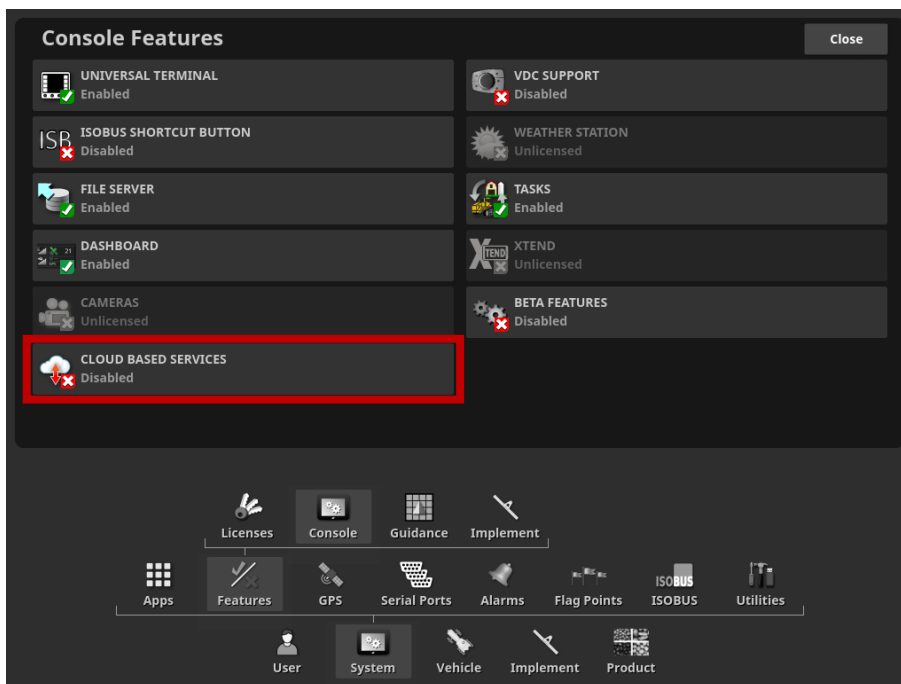 Console Features
Close
UNIVERSAL TERMINAL
Enabled
VDC SUPPORT
Disabled
ISB
ISOBUS SHORTCUT BUTTON
Disabled
WEATHER STATION
Unlicensed
FILE SERVER
Enabled
TASKS
Enabled
21
DASHBOARD
Enabled
XTEND
XTEND
Unlicensed
CAMERAS
Unlicensed
BETA FEATURES
Disabled
CLOUD BASED SERVICES
Disabled
Licenses Console Guidance Implement
ISOBUS
Apps Features GPS Serial Ports Alarms Flag Points ISOBUS Utilities
User System Vehicle Implement Product